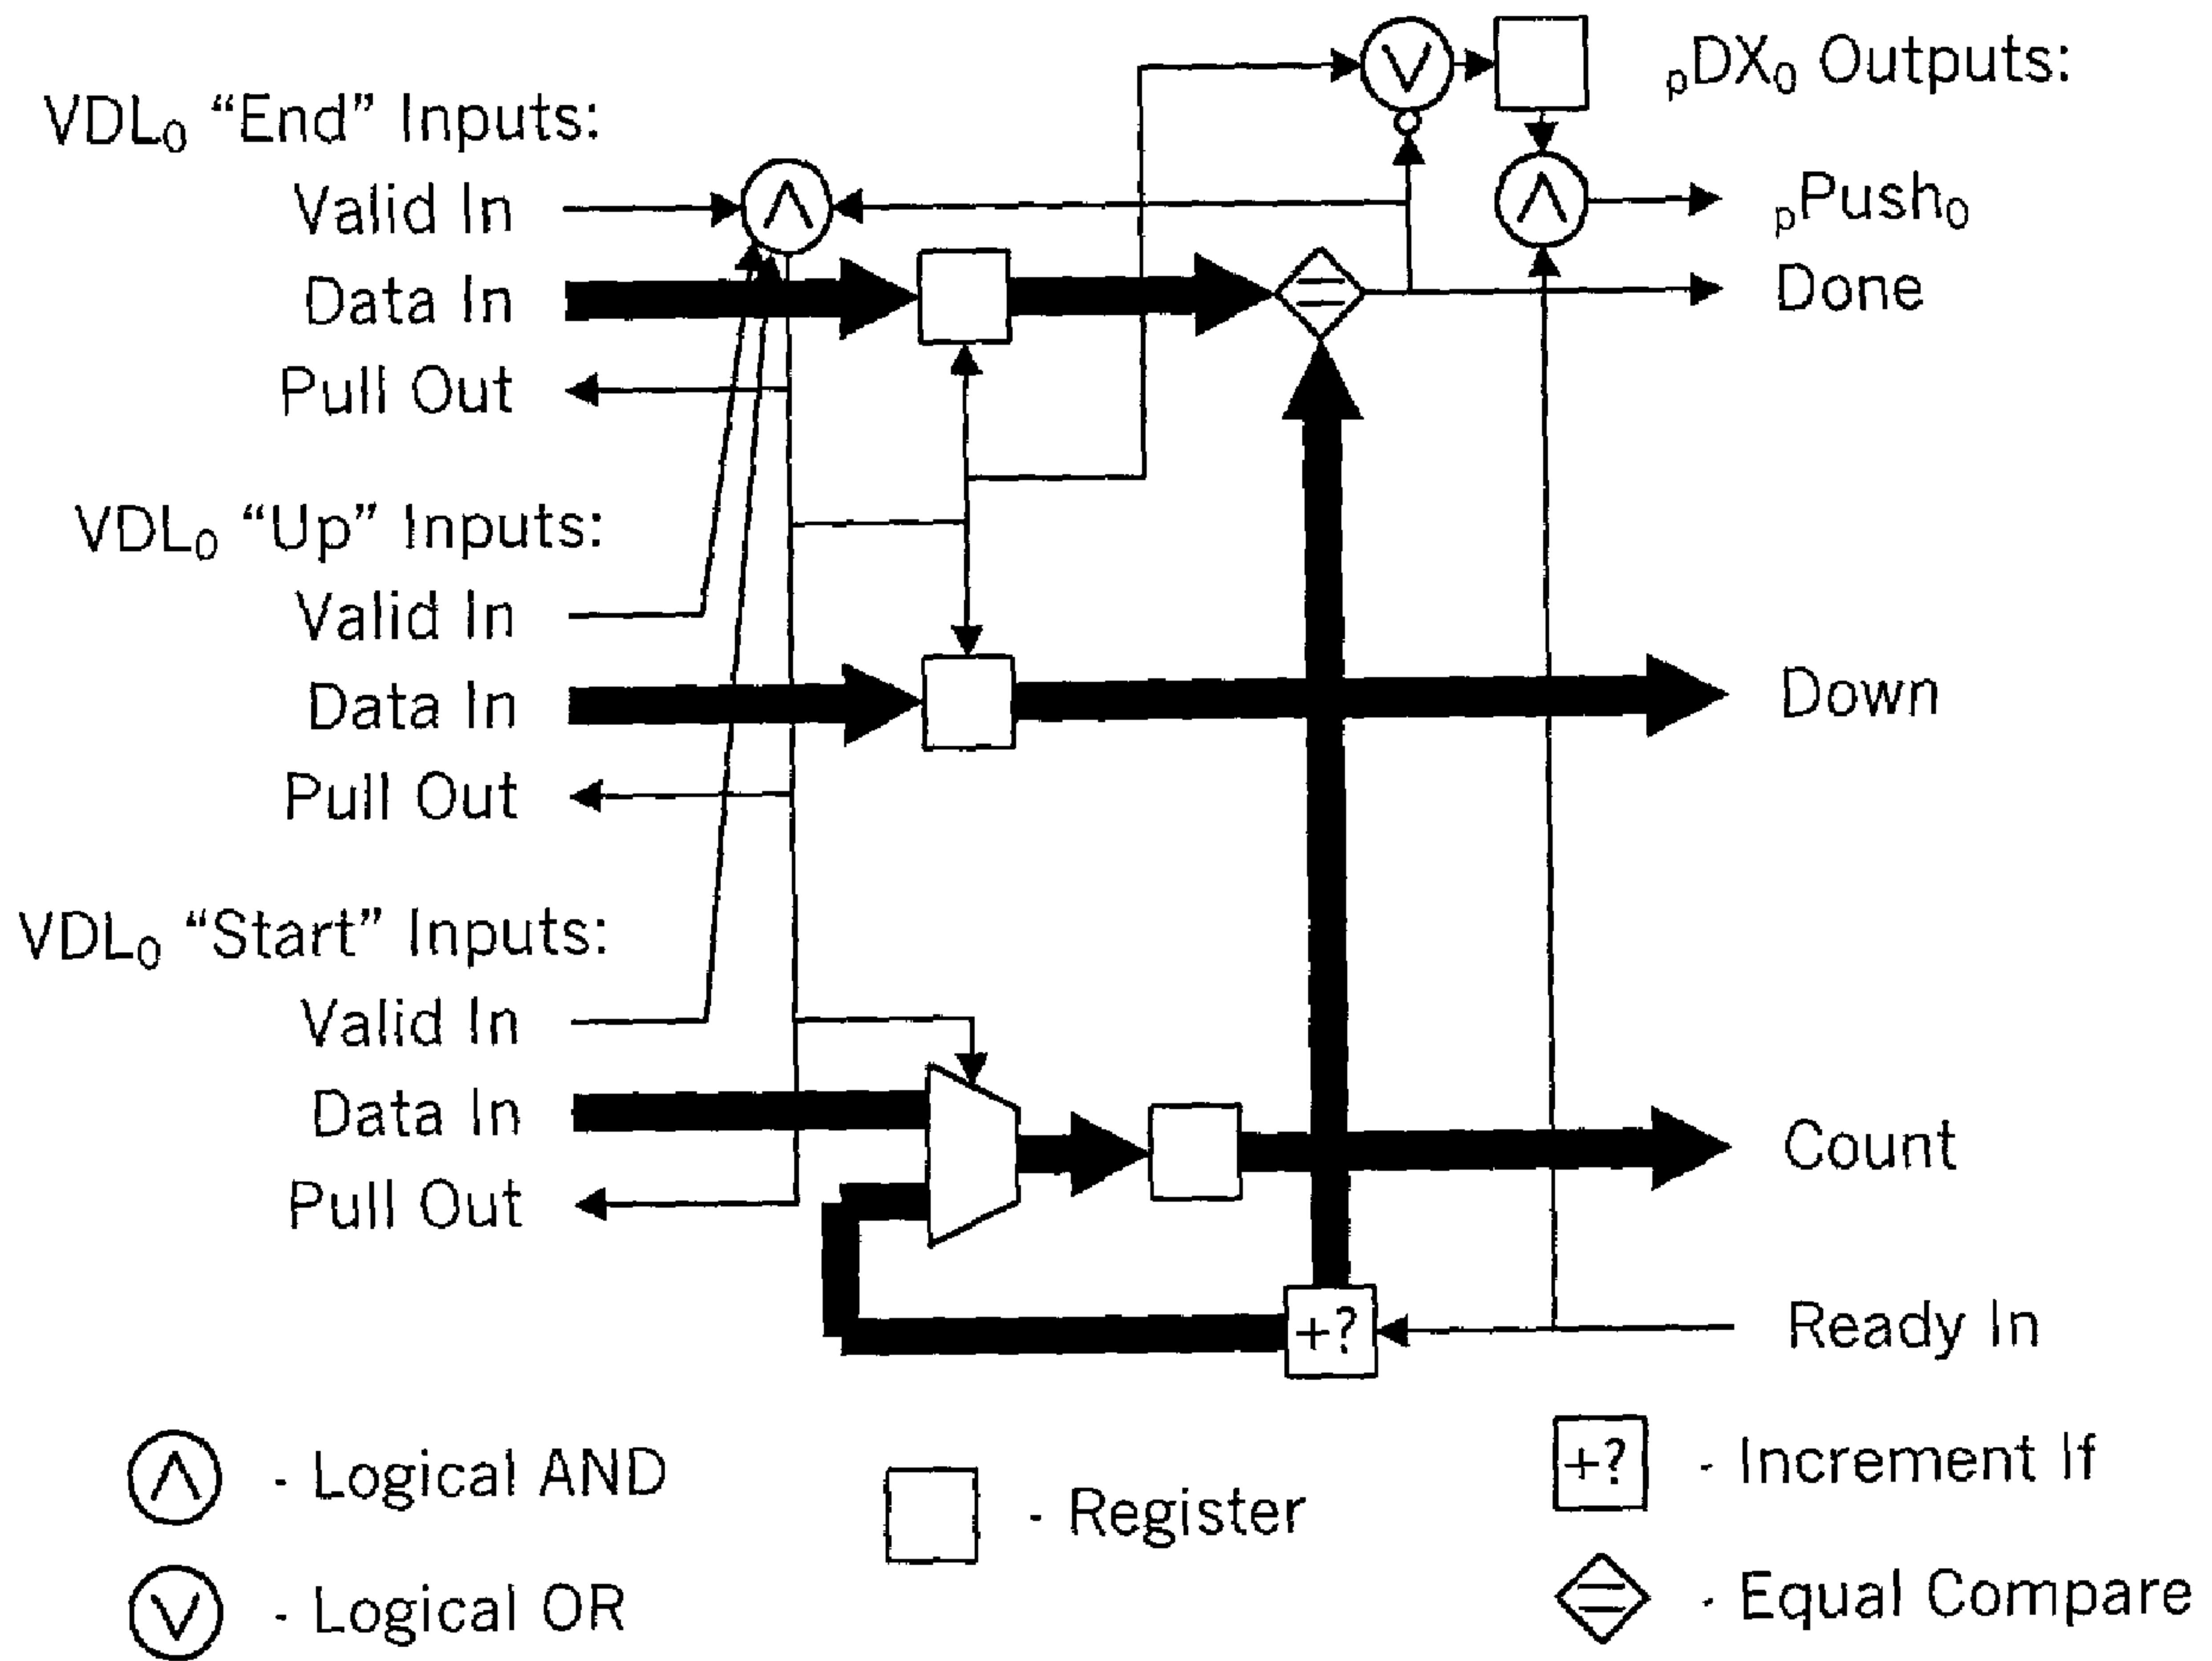 VDL₀ “End” Inputs:
Valid In
Data In
Pull Out
VDL₀ “Up” Inputs:
Valid In
Data In
Pull Out
VDL₀ “Start” Inputs:
Valid In
Data In
Pull Out
ₚDX₀ Outputs:
ₚPush₀
Done
Down
Count
Ready In
+?
- Logical AND
- Logical OR
- Register
+? - Increment If
- Equal Compare